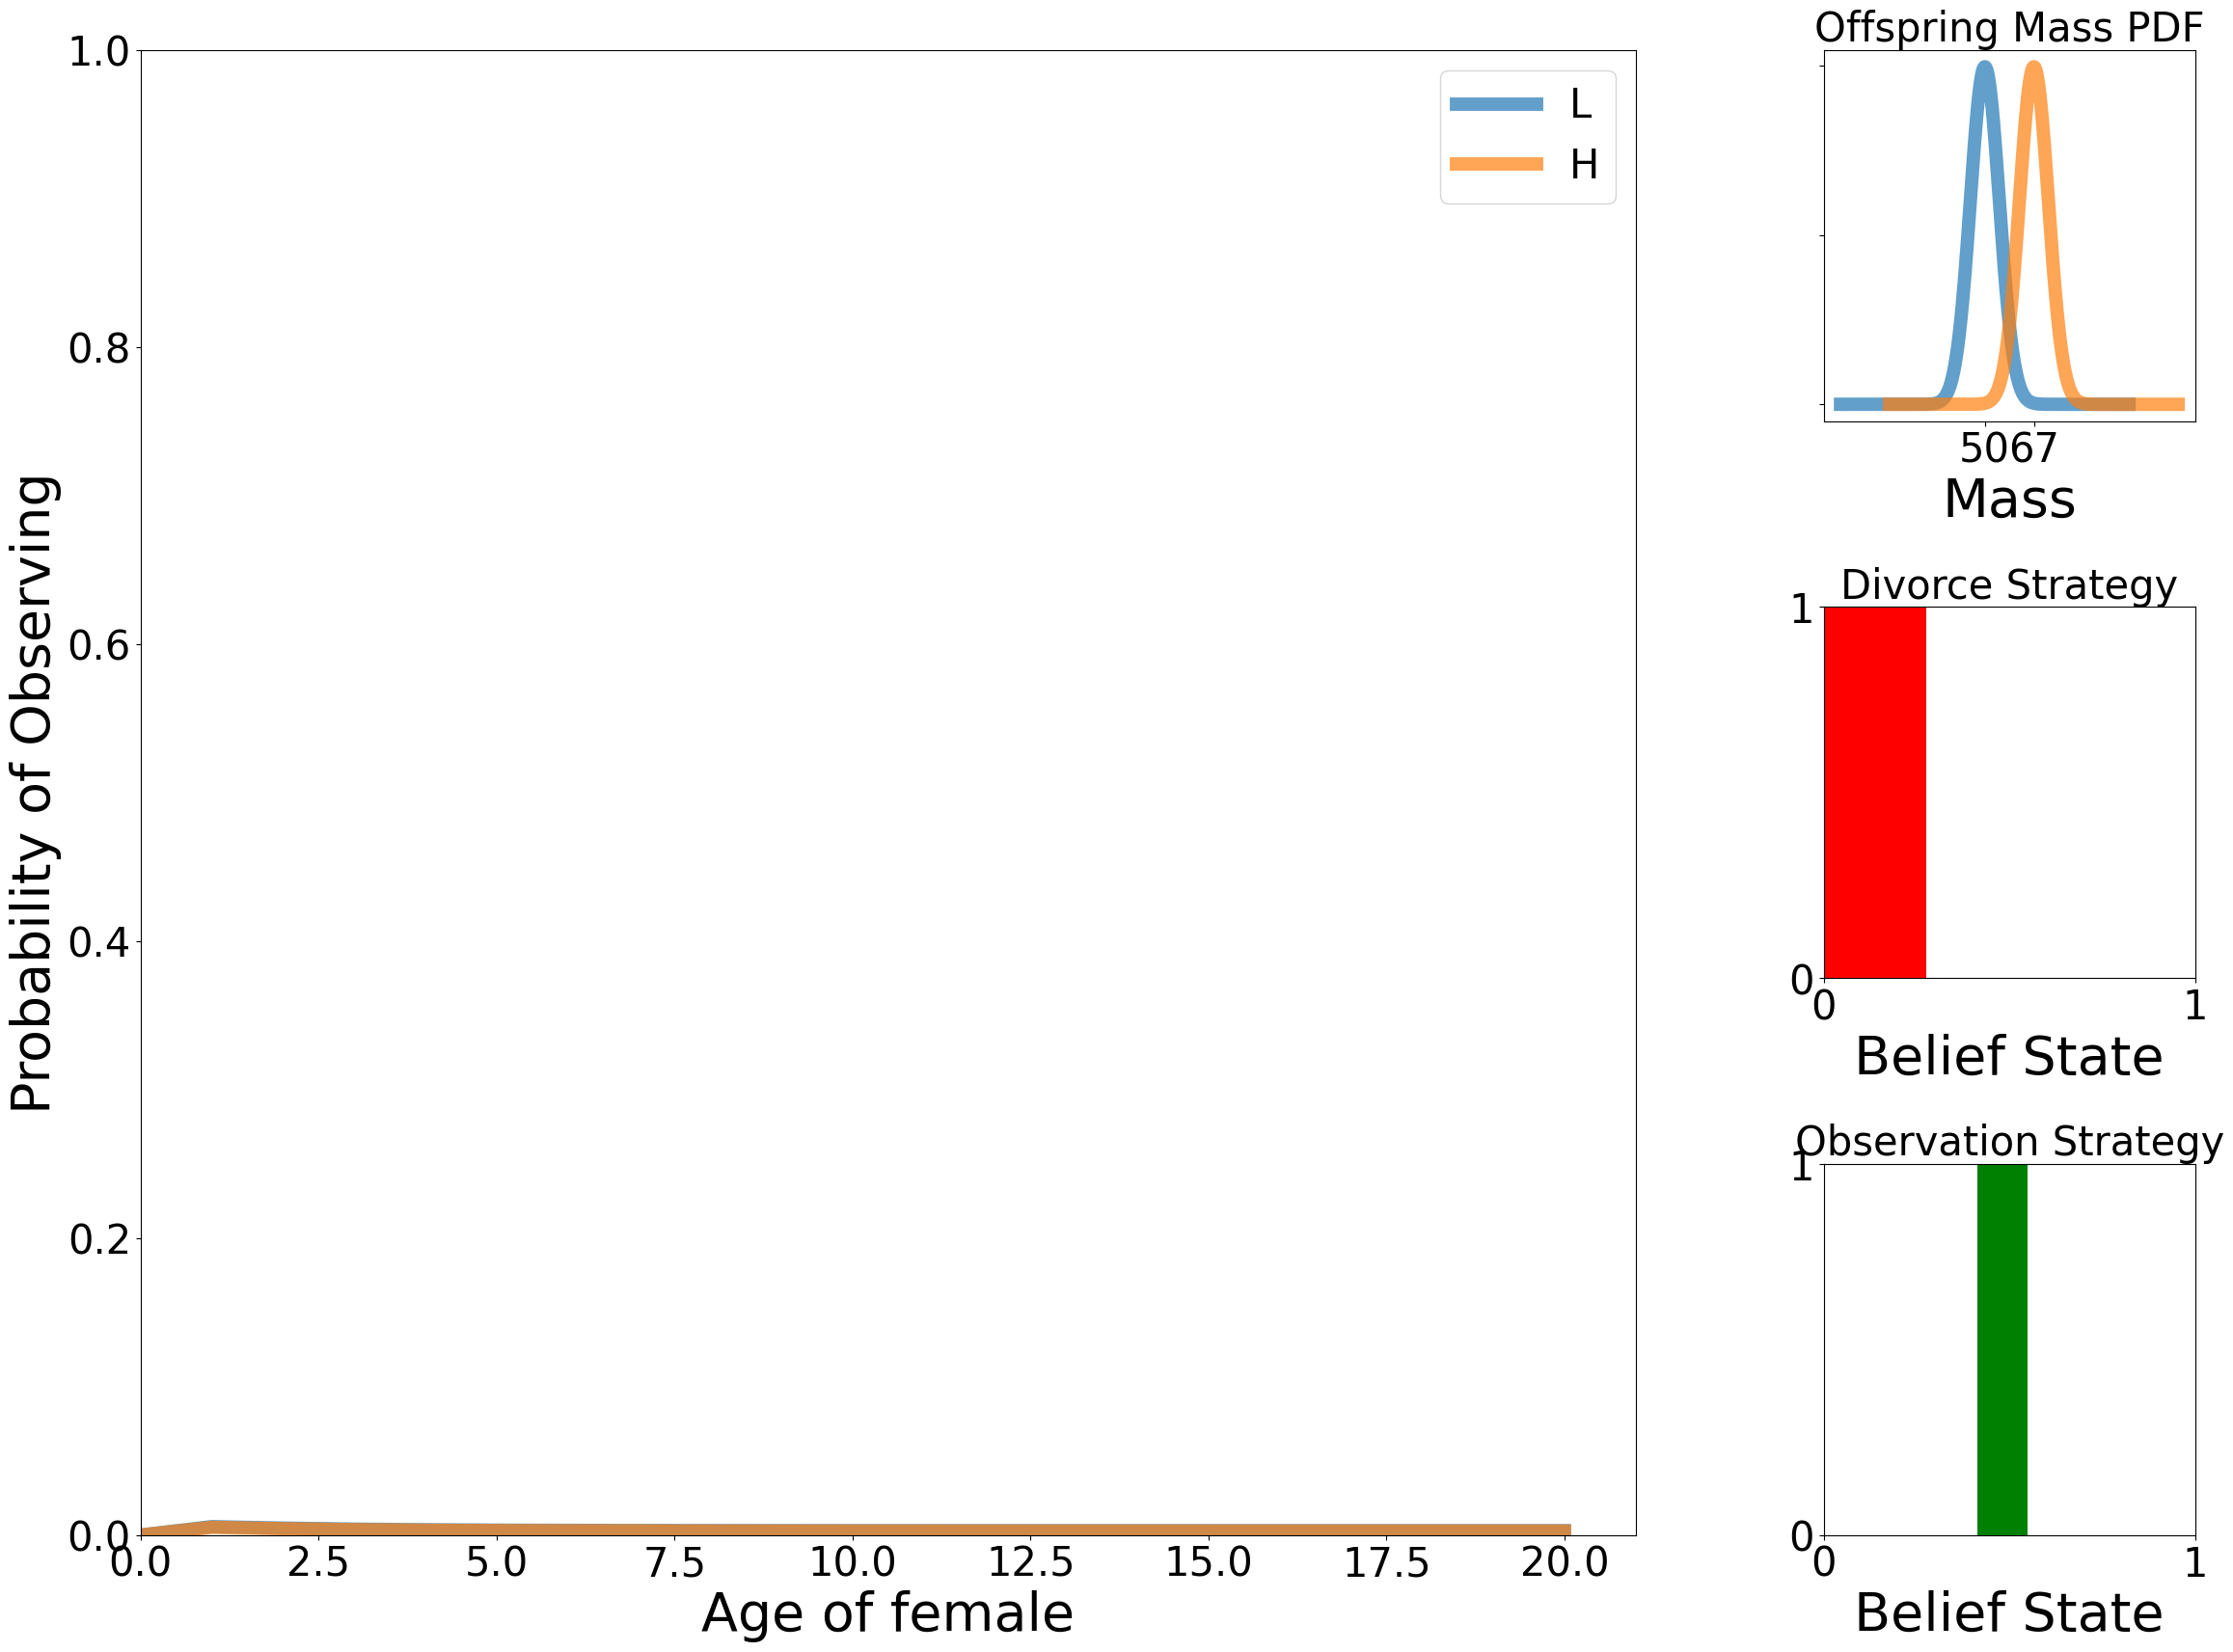 Probability of Observing
1.0
0.8
0.6
0.4
0.2
0.0
0.0 2.5 5.0 7.5 10.0 12.5 15.0 17.5 20.0
Age of female
L
H
Offspring Mass PDF
50 67
Mass
Divorce Strategy
1
0
0 1
Belief State
Observation Strategy
1
0
0 1
Belief State